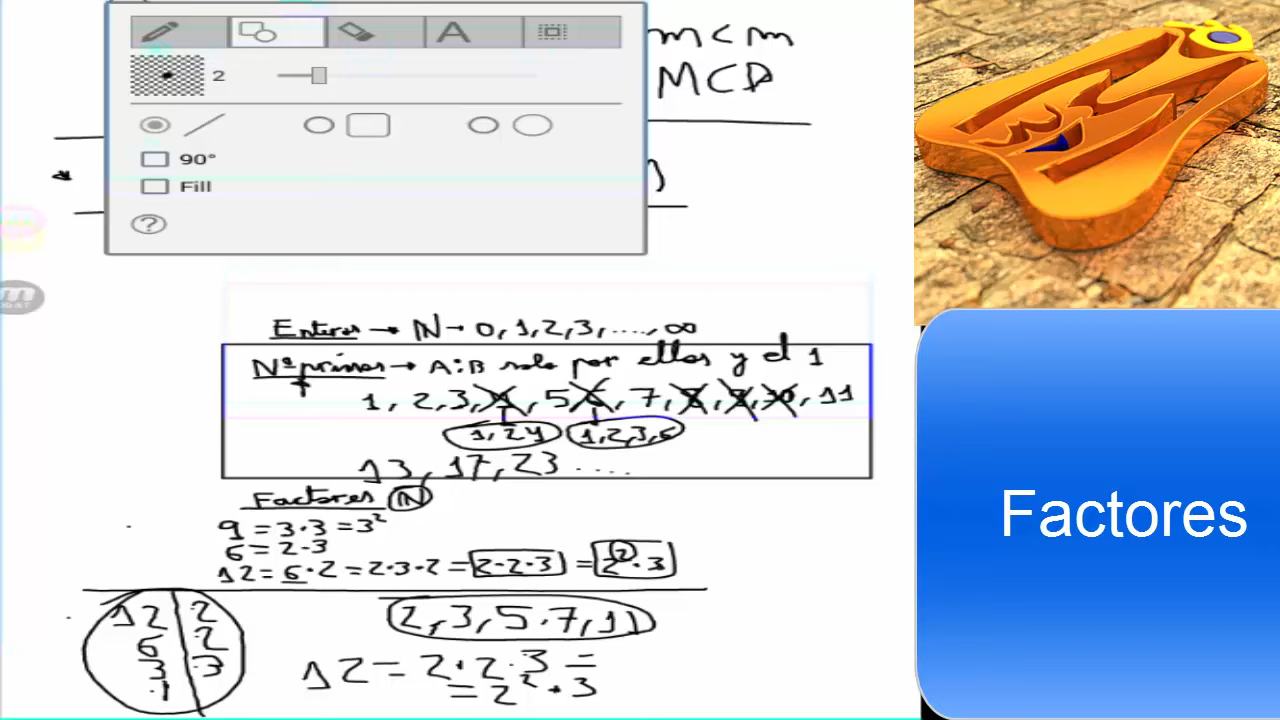 mcm
MCD
2
90°
Fill
?
)
Enteros → N → 0, 1, 2, 3, ...., ∞
Nº primos → A:B solo por ellos y el 1
1, 2, 3, 4, 5, 6, 7, 8, 9, 10, 11
1, 2 y 4 1, 2, 3, 6
13, 17, 23 ....
Factores N
9 = 3·3 = 3²
6 = 2·3
12 = 6·2 = 2·3·2 = 2·2·3 = 2²·3
2, 3, 5·7, 11
12 2
6 2
3 3
1
12 = 2·2·3 =
= 2²·3
Factores